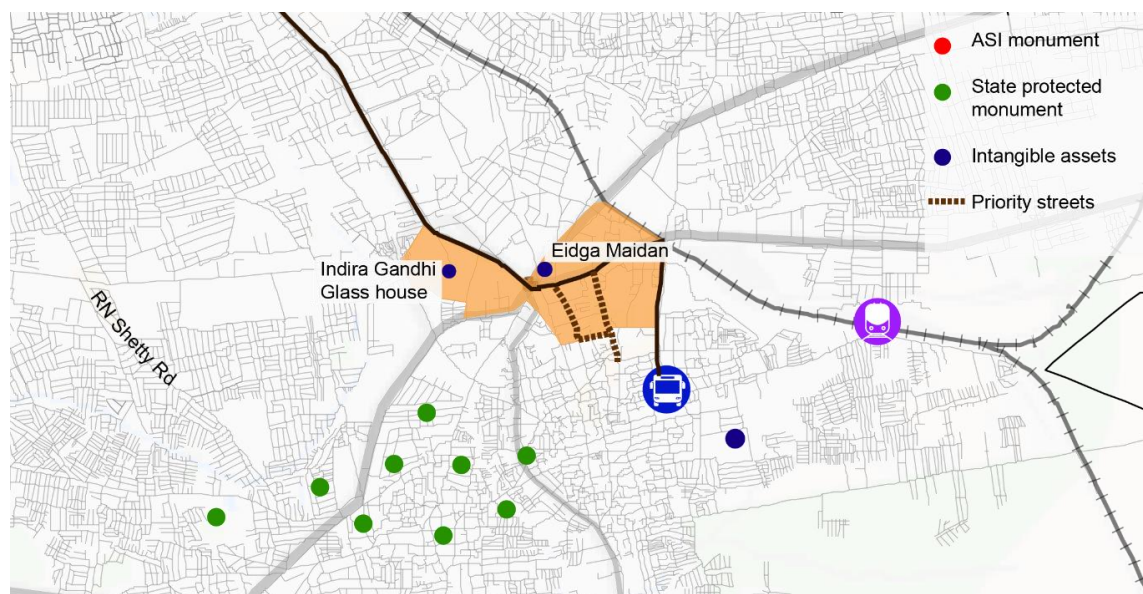 ASI monument
State protected
monument
Intangible assets
Priority streets
Eidga Maidan
Indira Gandhi
Glass house
RN Shetty Rd